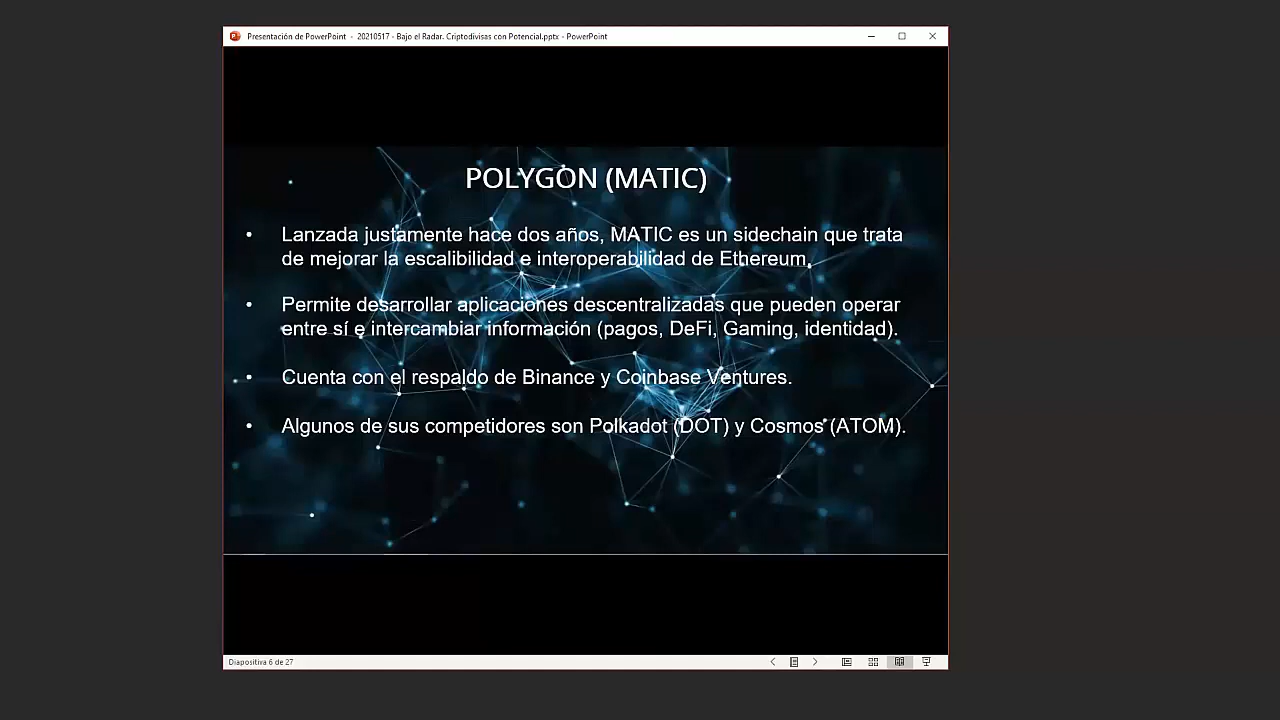 Presentación de PowerPoint - 20210517 - Bajo el Radar. Criptodivisas con Potencial.pptx - PowerPoint
POLYGON (MATIC)
• Lanzada justamente hace dos años, MATIC es un sidechain que trata
de mejorar la escalibilidad e interoperabilidad de Ethereum.
• Permite desarrollar aplicaciones descentralizadas que pueden operar
entre sí e intercambiar información (pagos, DeFi, Gaming, identidad).
• Cuenta con el respaldo de Binance y Coinbase Ventures.
• Algunos de sus competidores son Polkadot (DOT) y Cosmos (ATOM).
Diapositiva 6 de 27